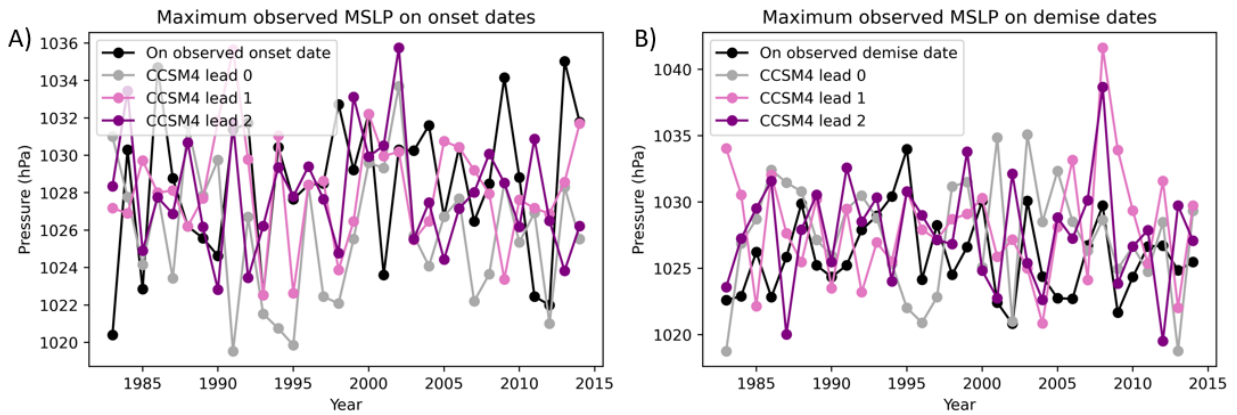 A)
Maximum observed MSLP on onset dates
On observed onset date
CCSM4 lead 0
CCSM4 lead 1
CCSM4 lead 2
Pressure (hPa)
1036
1034
1032
1030
1028
1026
1024
1022
1020
1985
1990
1995
2000
2005
2010
2015
Year
B)
Maximum observed MSLP on demise dates
On observed demise date
CCSM4 lead 0
CCSM4 lead 1
CCSM4 lead 2
Pressure (hPa)
1040
1035
1030
1025
1020
1985
1990
1995
2000
2005
2010
2015
Year